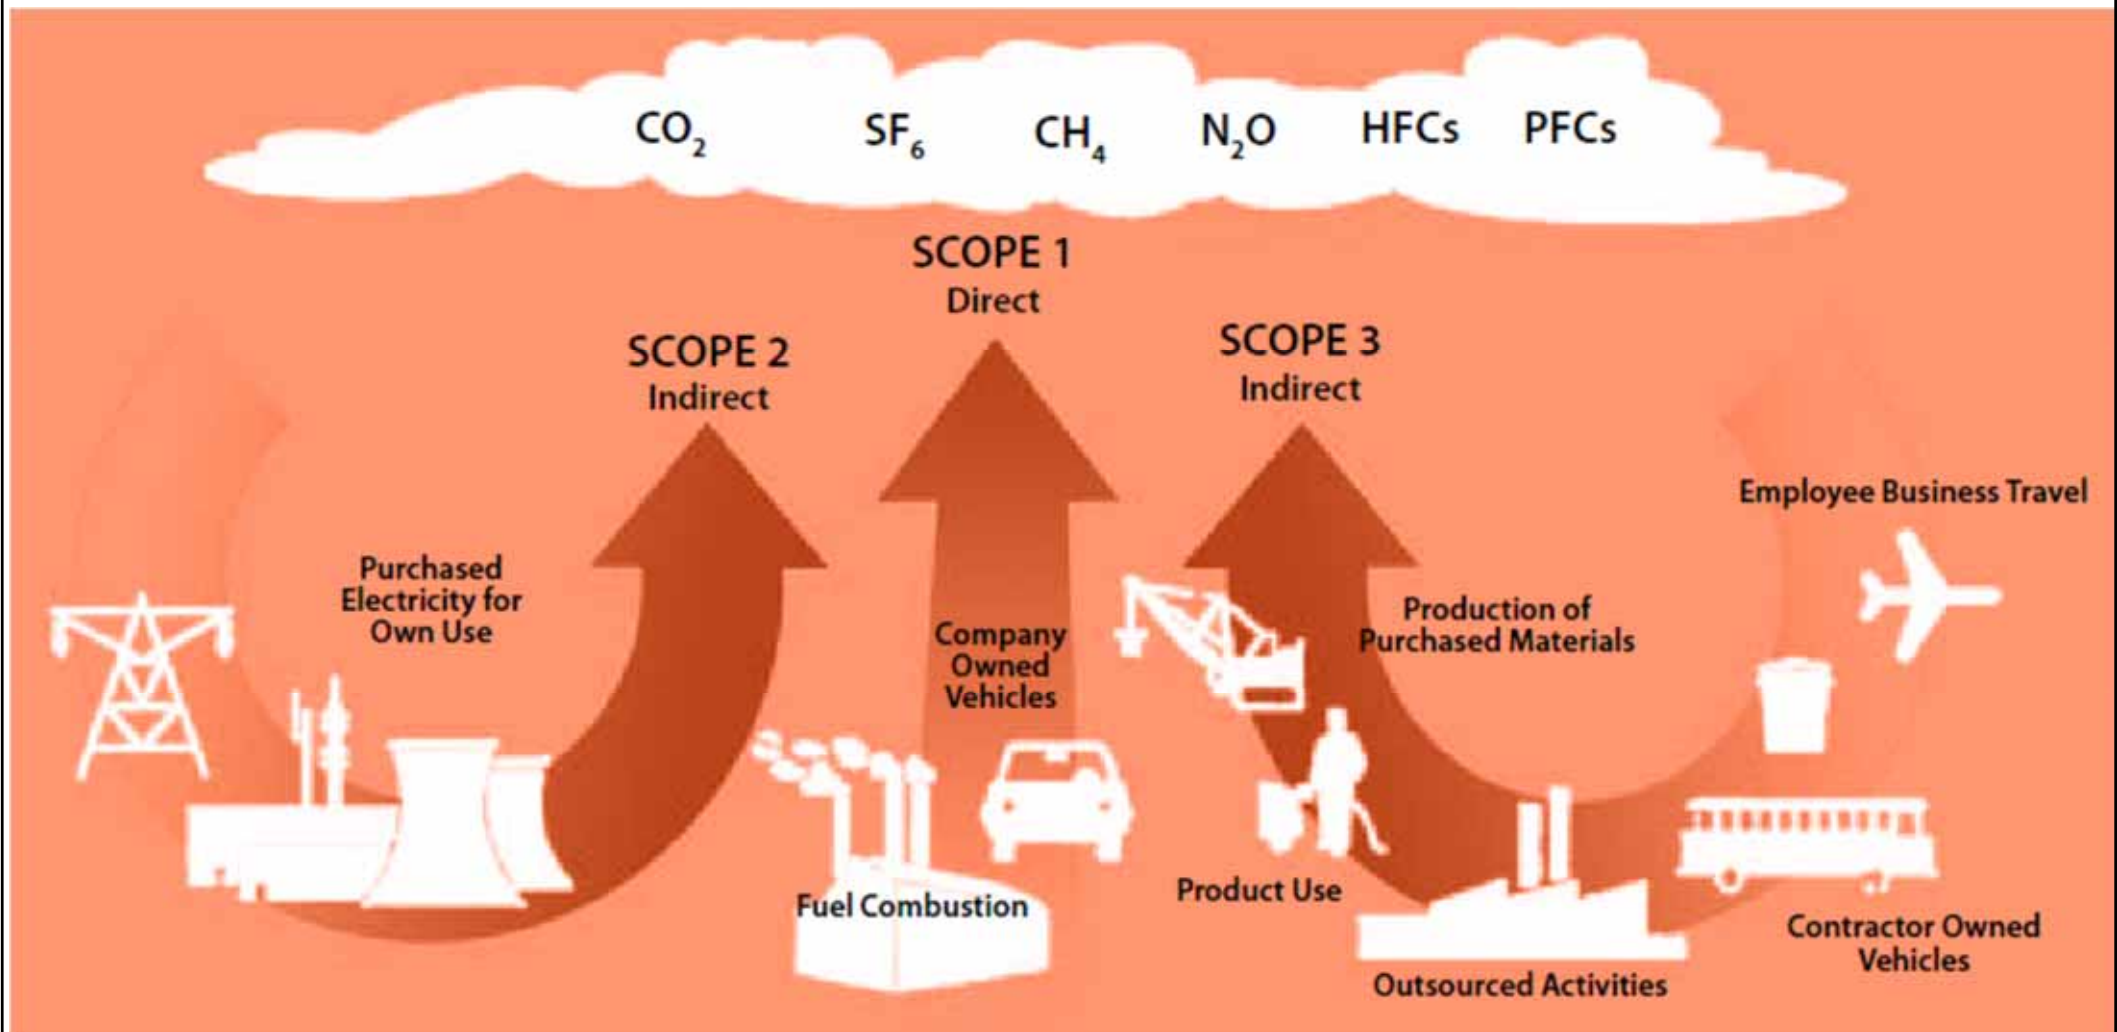 CO₂ SF₆ CH₄ N₂O HFCs PFCs
SCOPE 1
Direct
SCOPE 2
Indirect
SCOPE 3
Indirect
Purchased
Electricity for
Own Use
Company
Owned
Vehicles
Fuel Combustion
Production of
Purchased Materials
Employee Business Travel
Product Use
Outsourced Activities
Contractor Owned
Vehicles